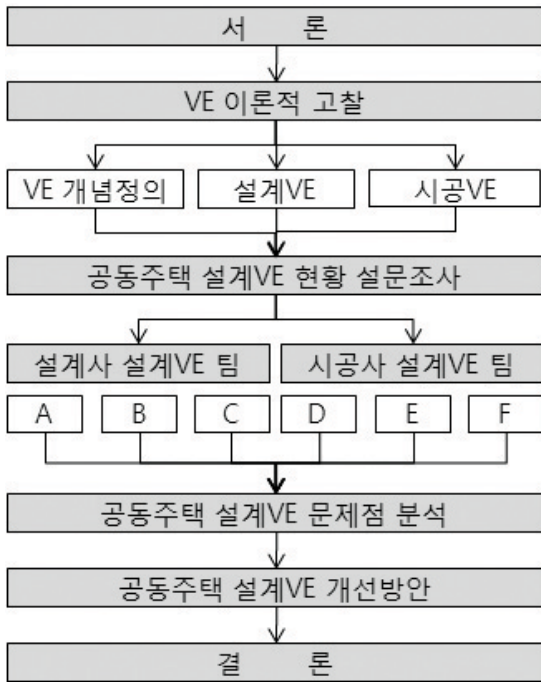 서 론
VE 이론적 고찰
VE 개념정의 설계VE 시공VE
공동주택 설계VE 현황 설문조사
설계사 설계VE 팀 시공사 설계VE 팀
A B C D E F
공동주택 설계VE 문제점 분석
공동주택 설계VE 개선방안
결 론